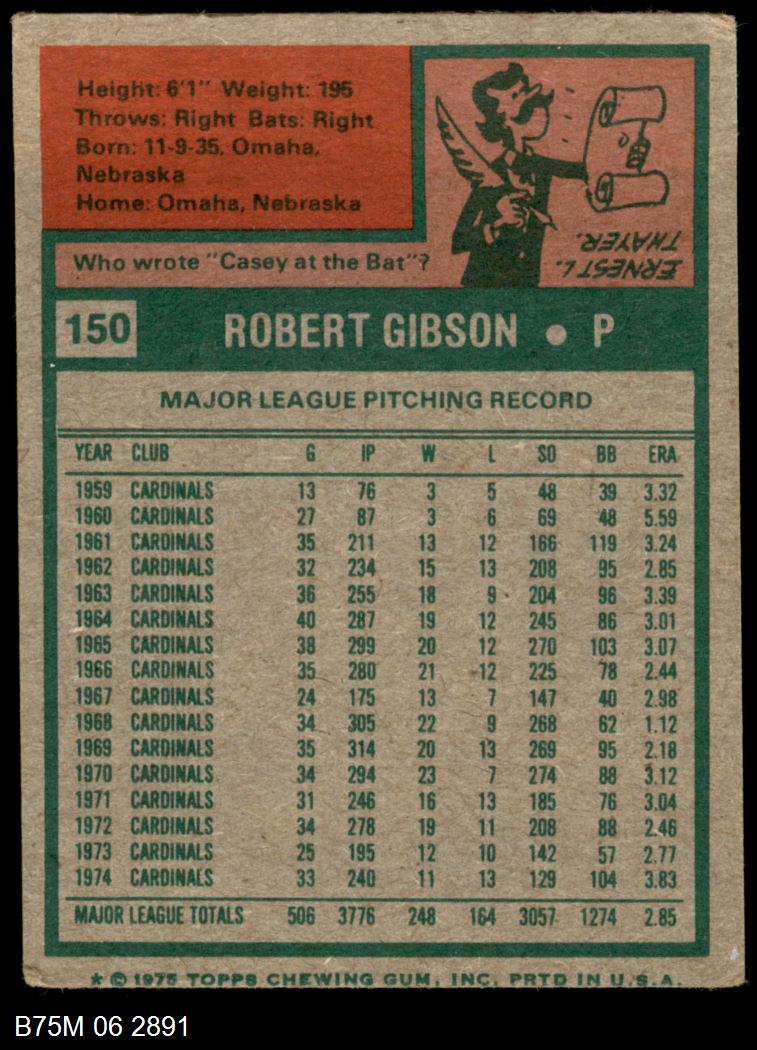 Height: 6'1" Weight: 195
Throws: Right Bats: Right
Born: 11-9-35, Omaha,
Nebraska
Home: Omaha, Nebraska
Who wrote "Casey at the Bat"?
ERNEST L.
THAYER.
150 ROBERT GIBSON ● P
MAJOR LEAGUE PITCHING RECORD
YEAR CLUB G IP W L SO BB ERA
1959 CARDINALS 13 76 3 5 48 39 3.32
1960 CARDINALS 27 87 3 6 69 48 5.59
1961 CARDINALS 35 211 13 12 166 119 3.24
1962 CARDINALS 32 234 15 13 208 95 2.85
1963 CARDINALS 36 255 18 9 204 96 3.39
1964 CARDINALS 40 287 19 12 245 86 3.01
1965 CARDINALS 38 299 20 12 270 103 3.07
1966 CARDINALS 35 280 21 12 225 78 2.44
1967 CARDINALS 24 175 13 7 147 40 2.98
1968 CARDINALS 34 305 22 9 268 62 1.12
1969 CARDINALS 35 314 20 13 269 95 2.18
1970 CARDINALS 34 294 23 7 274 88 3.12
1971 CARDINALS 31 246 16 13 185 76 3.04
1972 CARDINALS 34 278 19 11 208 88 2.46
1973 CARDINALS 25 195 12 10 142 57 2.77
1974 CARDINALS 33 240 11 13 129 104 3.83
MAJOR LEAGUE TOTALS 506 3776 248 164 3057 1274 2.85
* © 1975 TOPPS CHEWING GUM, INC. PRTD IN U.S.A.
B75M 06 2891